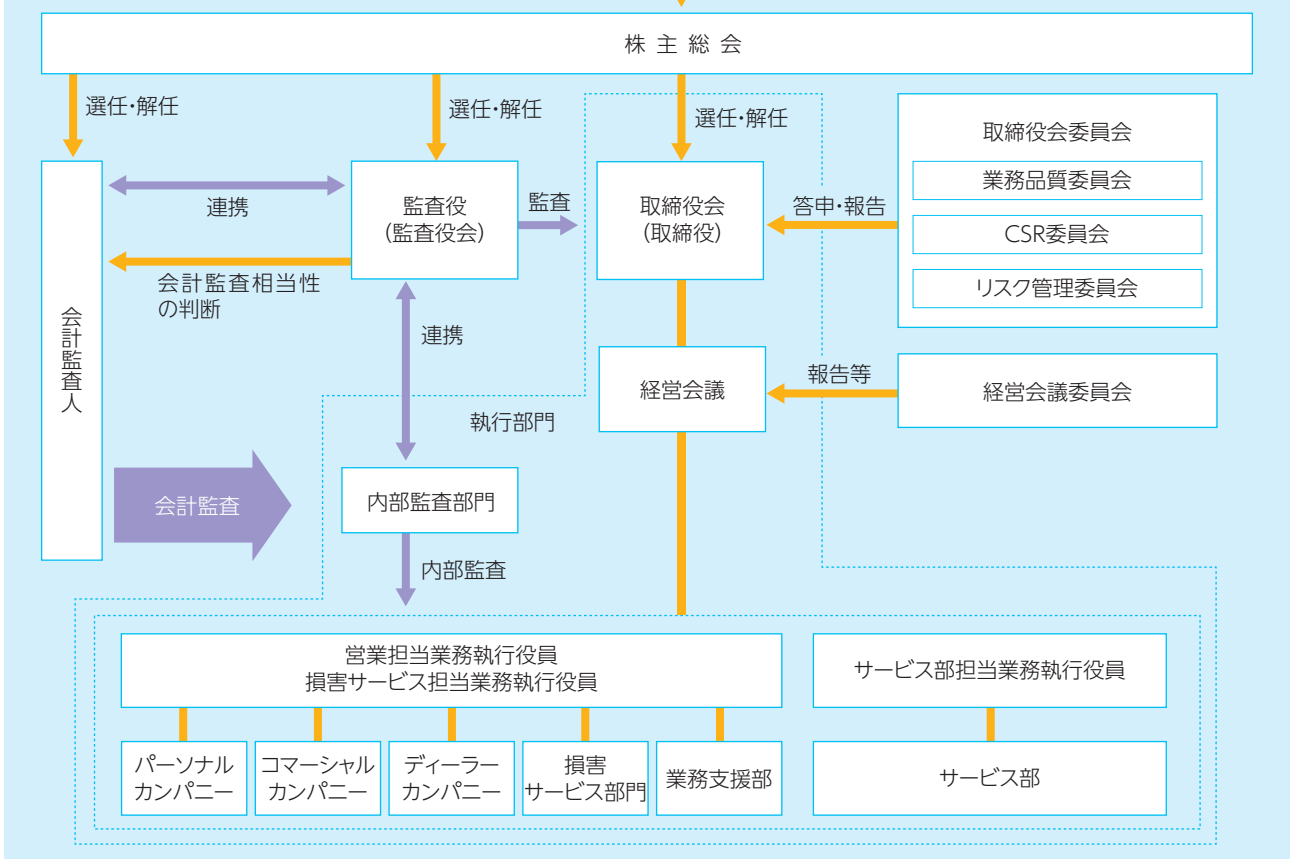 株主総会
選任・解任
選任・解任
選任・解任
会計監査人
連携
監査役
(監査役会)
監査
取締役会
(取締役)
答申・報告
取締役会委員会
業務品質委員会
CSR委員会
リスク管理委員会
会計監査相当性
の判断
連携
経営会議
報告等
経営会議委員会
執行部門
会計監査
内部監査部門
内部監査
営業担当業務執行役員
損害サービス担当業務執行役員
サービス部担当業務執行役員
パーソナル
カンパニー
コマーシャル
カンパニー
ディーラー
カンパニー
損害
サービス部門
業務支援部
サービス部